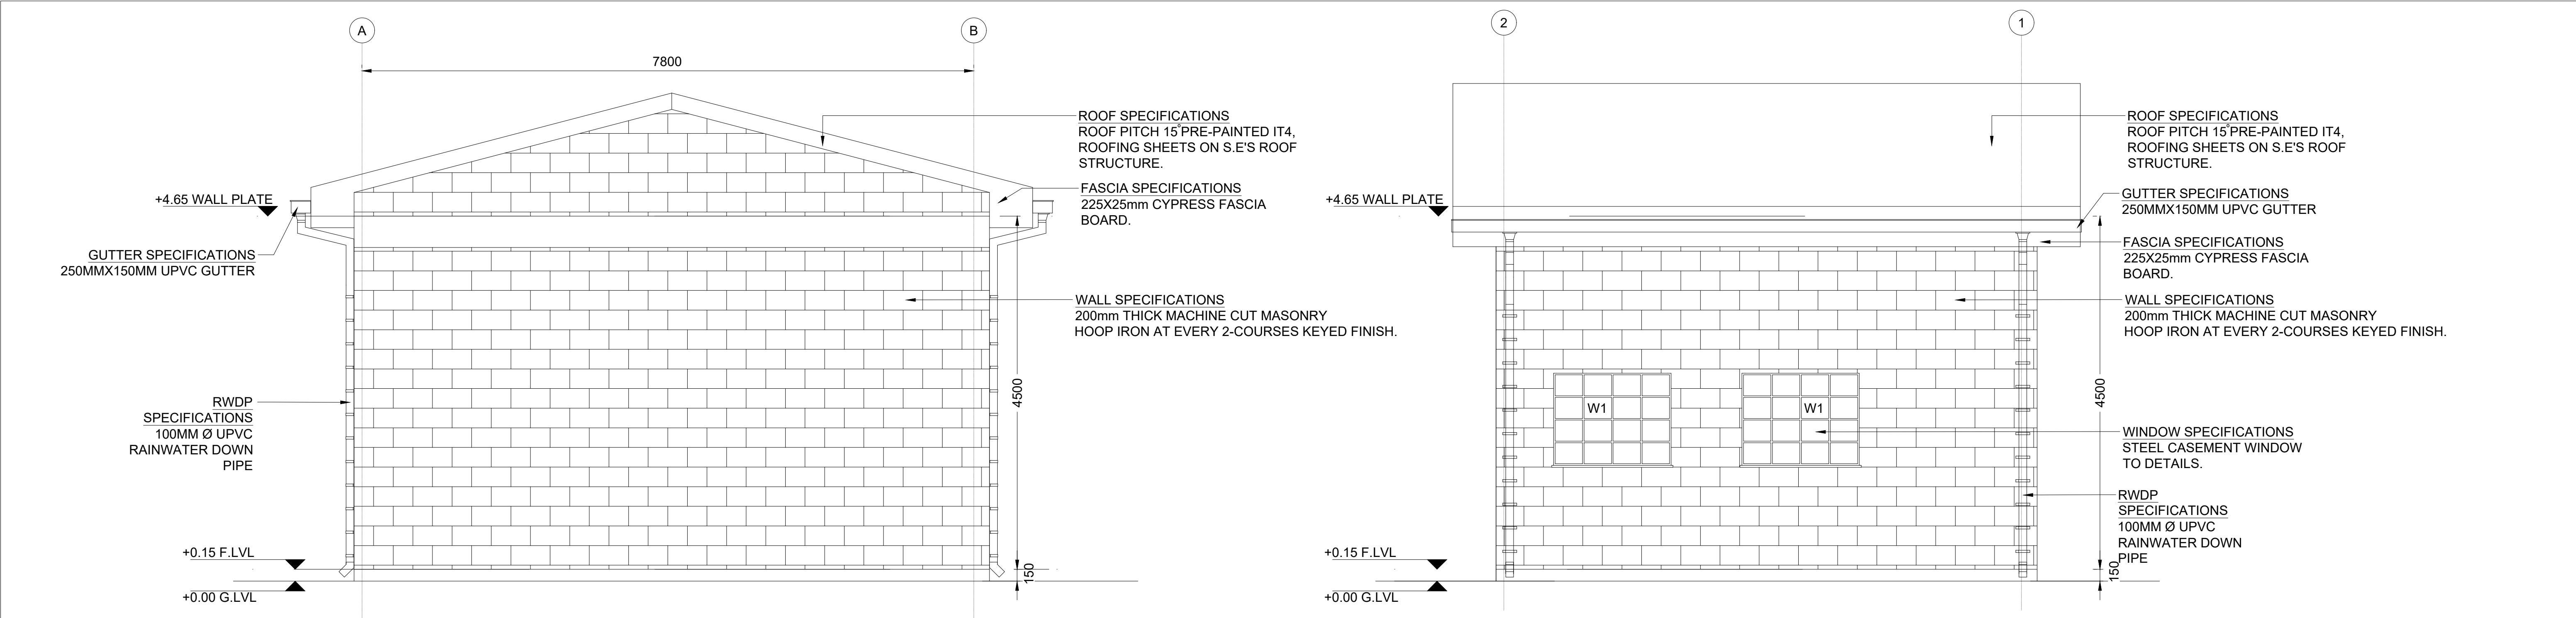 A
B
7800
ROOF SPECIFICATIONS
ROOF PITCH 15°PRE-PAINTED IT4,
ROOFING SHEETS ON S.E'S ROOF
STRUCTURE.
+4.65 WALL PLATE
FASCIA SPECIFICATIONS
225X25mm CYPRESS FASCIA
BOARD.
GUTTER SPECIFICATIONS
250MMX150MM UPVC GUTTER
WALL SPECIFICATIONS
200mm THICK MACHINE CUT MASONRY
HOOP IRON AT EVERY 2-COURSES KEYED FINISH.
4500
RWDP
SPECIFICATIONS
100MM Ø UPVC
RAINWATER DOWN
PIPE
+0.15 F.LVL
150
+0.00 G.LVL
2
1
ROOF SPECIFICATIONS
ROOF PITCH 15°PRE-PAINTED IT4,
ROOFING SHEETS ON S.E'S ROOF
STRUCTURE.
+4.65 WALL PLATE
GUTTER SPECIFICATIONS
250MMX150MM UPVC GUTTER
FASCIA SPECIFICATIONS
225X25mm CYPRESS FASCIA
BOARD.
WALL SPECIFICATIONS
200mm THICK MACHINE CUT MASONRY
HOOP IRON AT EVERY 2-COURSES KEYED FINISH.
4500
W1
W1
WINDOW SPECIFICATIONS
STEEL CASEMENT WINDOW
TO DETAILS.
RWDP
SPECIFICATIONS
100MM Ø UPVC
RAINWATER DOWN
PIPE
+0.15 F.LVL
150
+0.00 G.LVL